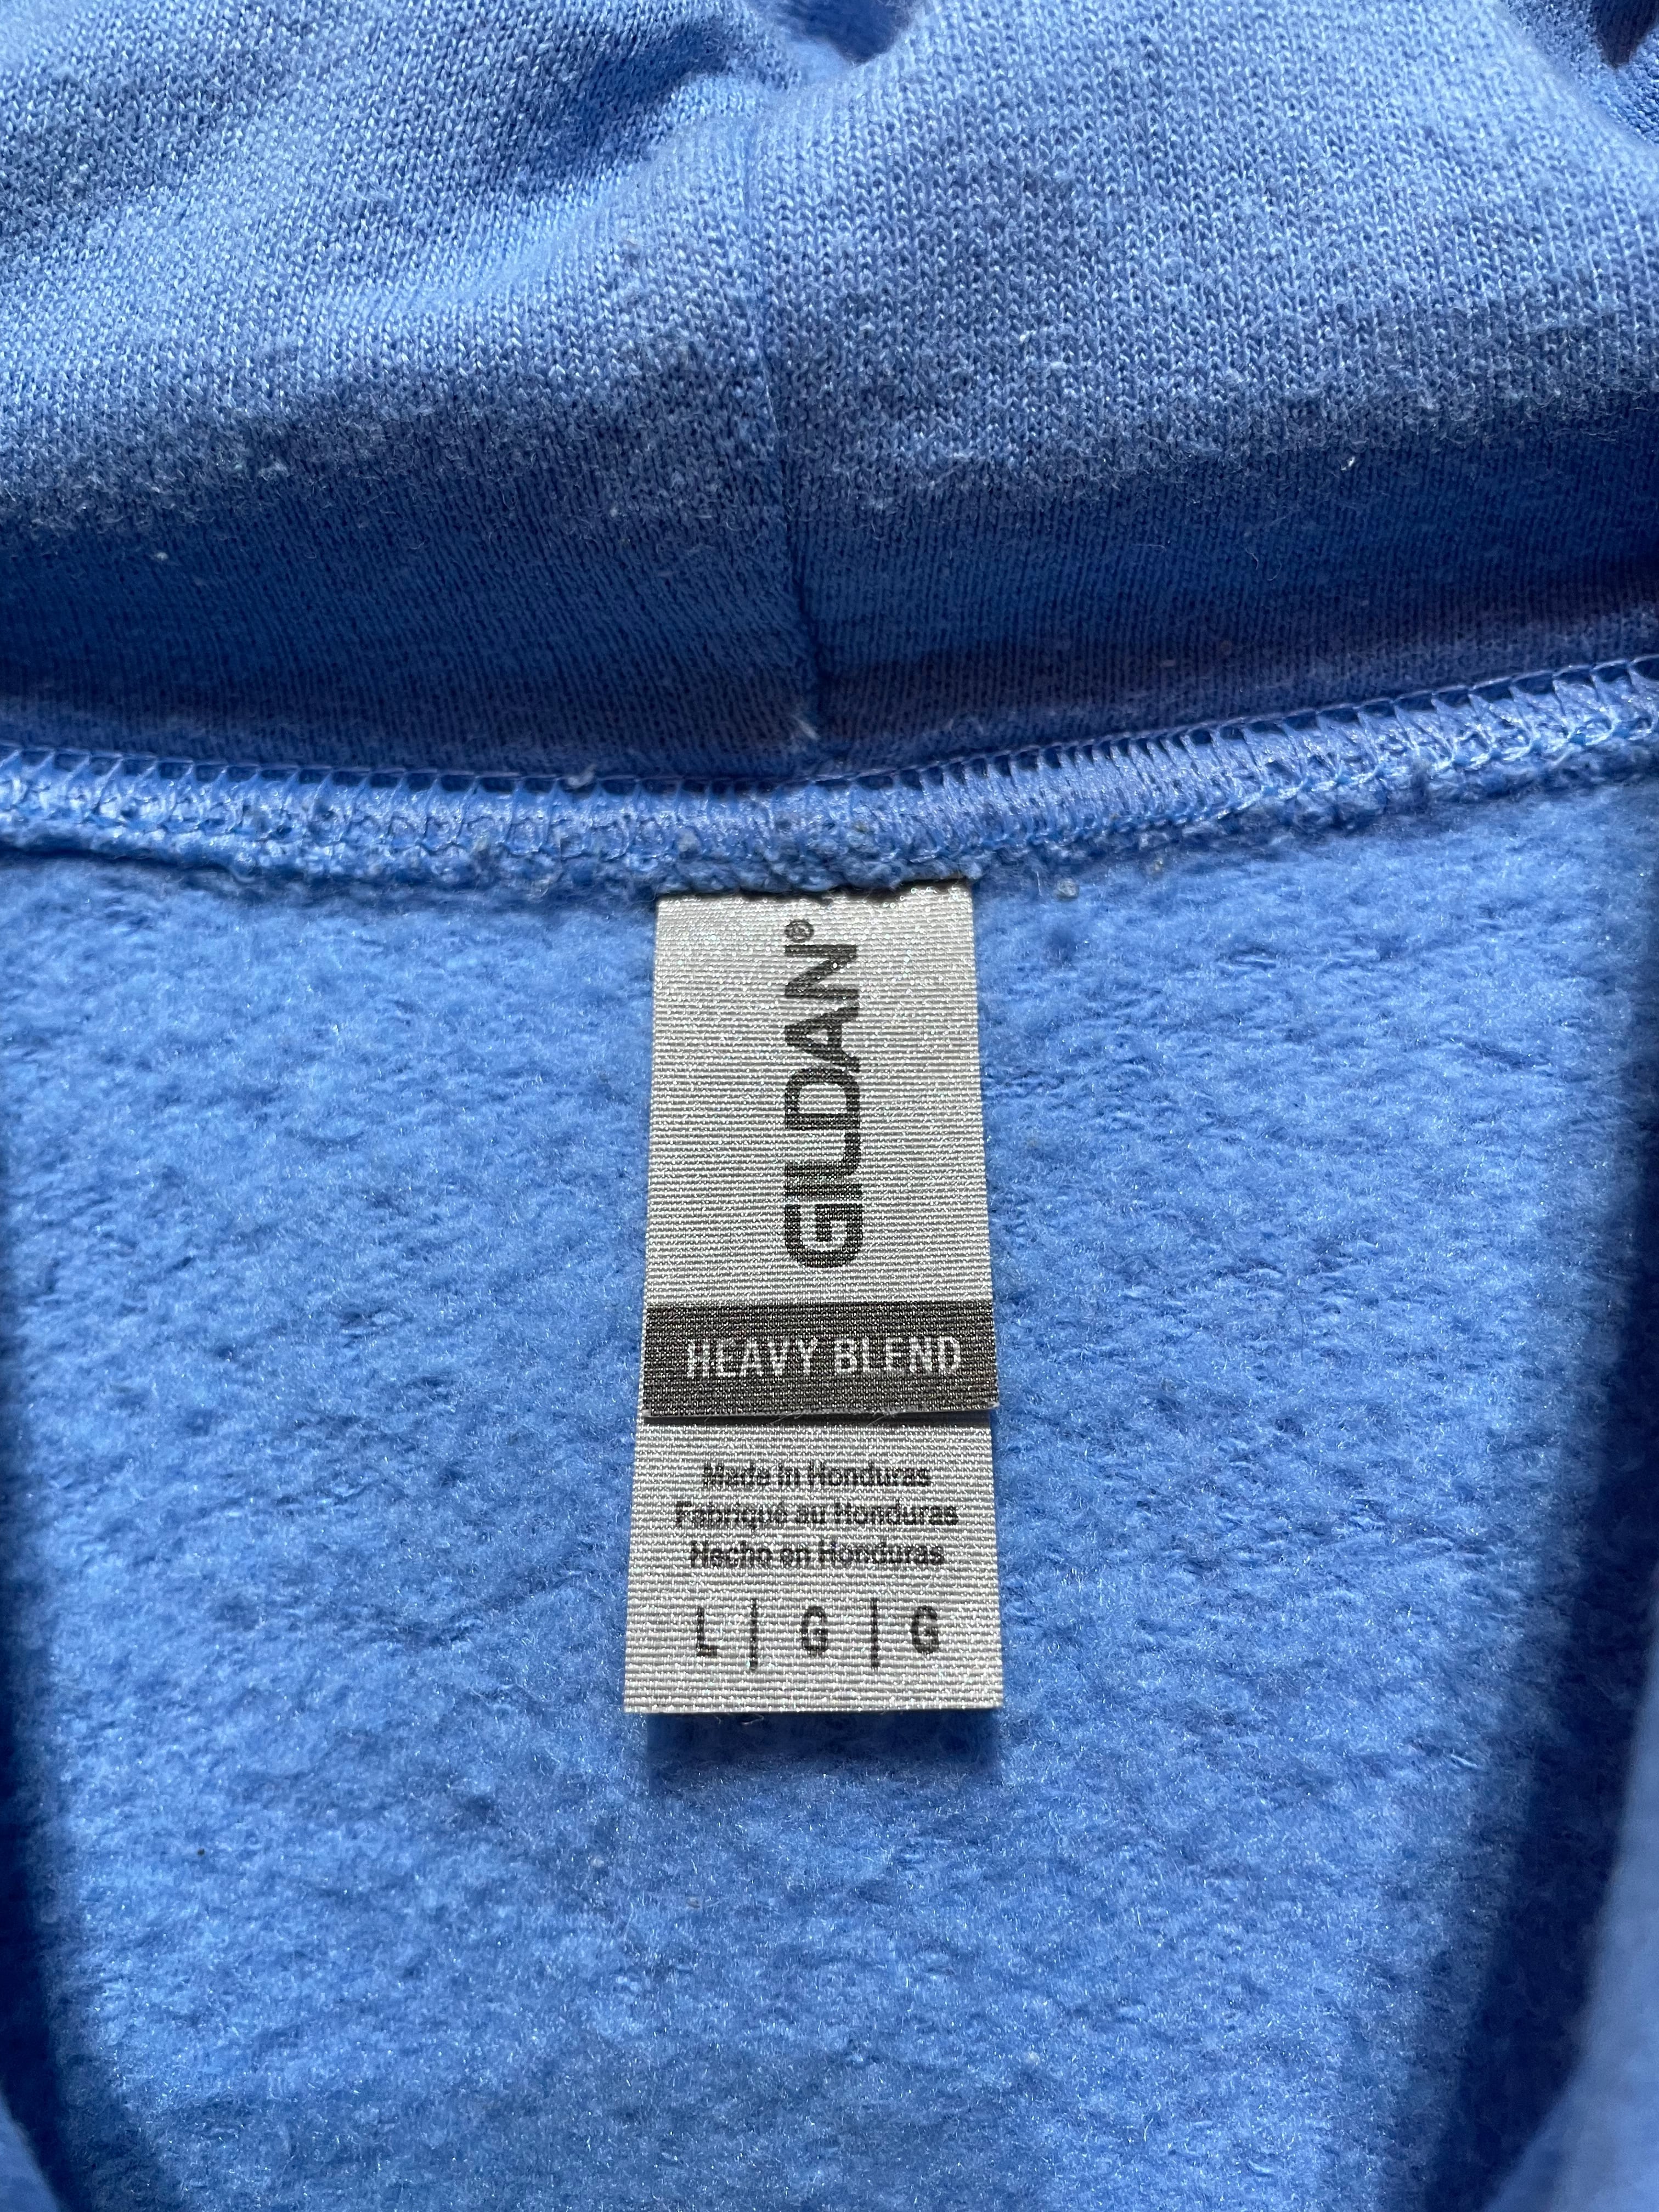 GILDAN®
HEAVY BLEND
Made in Honduras
Fabriqué au Honduras
Hecho en Honduras
L | G | G